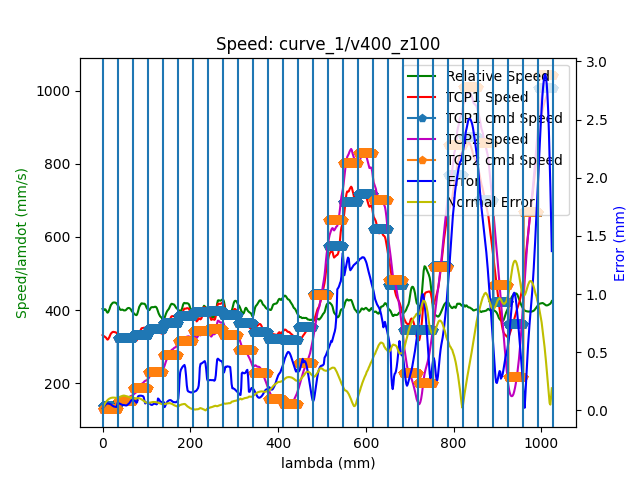 Speed: curve_1/v400_z100
Relative Speed
TCP1 Speed
TCP1 cmd Speed
TCP2 Speed
TCP2 cmd Speed
Error
Normal Error
Speed/lamdot (mm/s)
1000
800
600
400
200
3.0
2.5
2.0
1.5
1.0
0.5
0.0
Error (mm)
0 200 400 600 800 1000
lambda (mm)